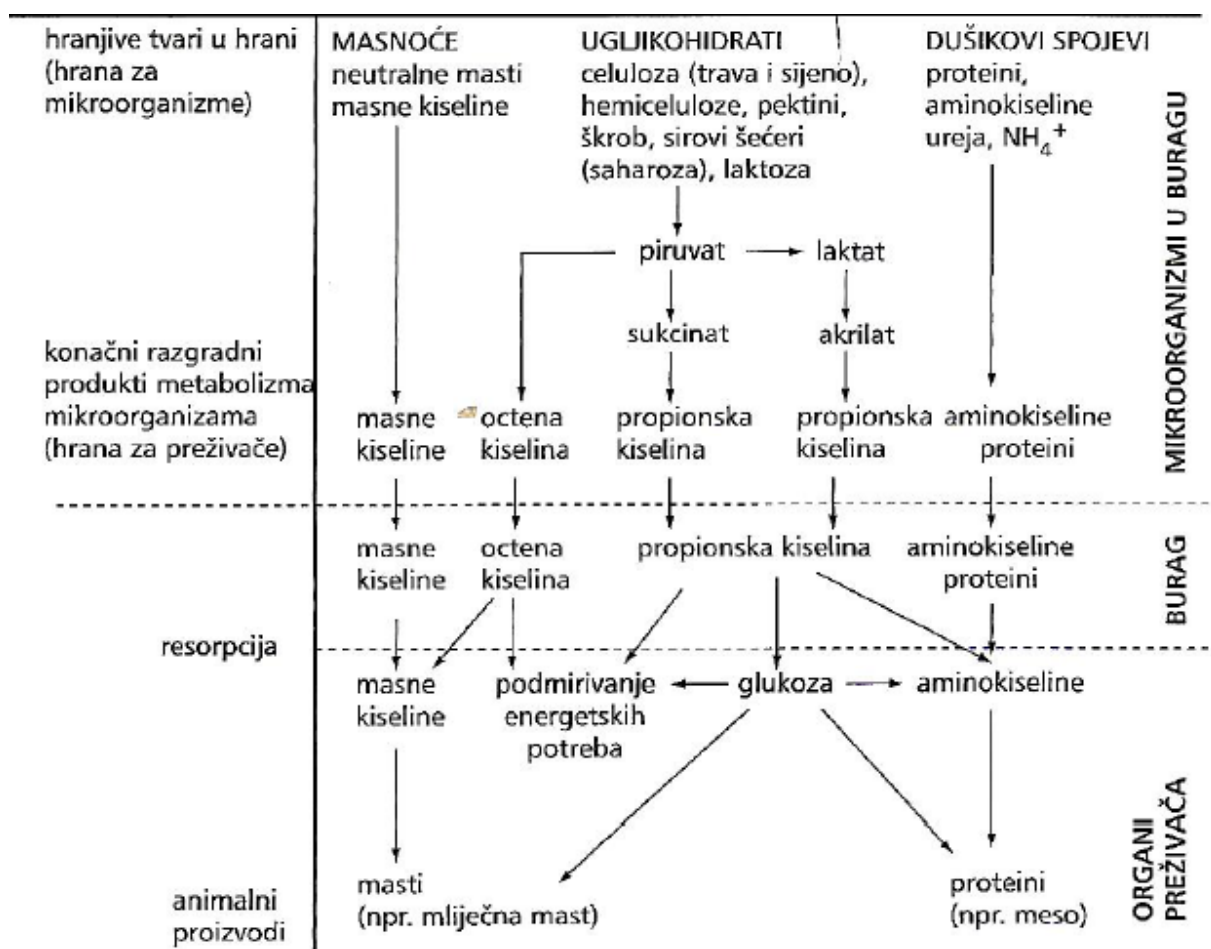 hranjive tvari u hrani
(hrana za
mikroorganizme)
MASNOĆE
neutralne masti
masne kiseline
UGLJIKOHIDRATI
celuloza (trava i sijeno),
hemiceluloze, pektini,
škrob, sirovi šećeri
(saharoza), laktoza
DUŠIKOVI SPOJEVI
proteini,
aminokiseline
ureja, NH₄⁺
MIKROORGANIZMI U BURAGU
piruvat
laktat
sukcinat
akrilat
konačni razgradni
produkti metabolizma
mikroorganizama
(hrana za preživače)
masne
kiseline
octena
kiselina
propionska
kiselina
propionska
kiselina
aminokiseline
proteini
masne
kiseline
octena
kiselina
propionska kiselina
aminokiseline
proteini
BURAG
resorpcija
masne
kiseline
podmirivanje
energetskih
potreba
glukoza
aminokiseline
ORGANI
PREŽIVAČA
animalni
proizvodi
masti
(npr. mliječna mast)
proteini
(npr. meso)